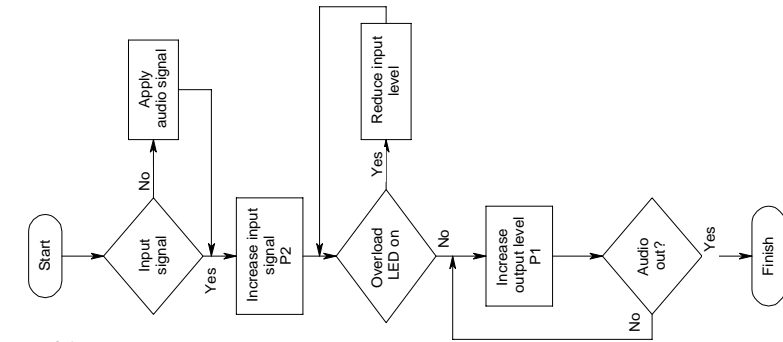 Start
Input
signal
No
Apply
audio signal
Yes
Increase input
signal
P2
Overload
LED on
Yes
Reduce input
level
No
Increase
output level
P1
Audio
out?
No
Yes
Finish